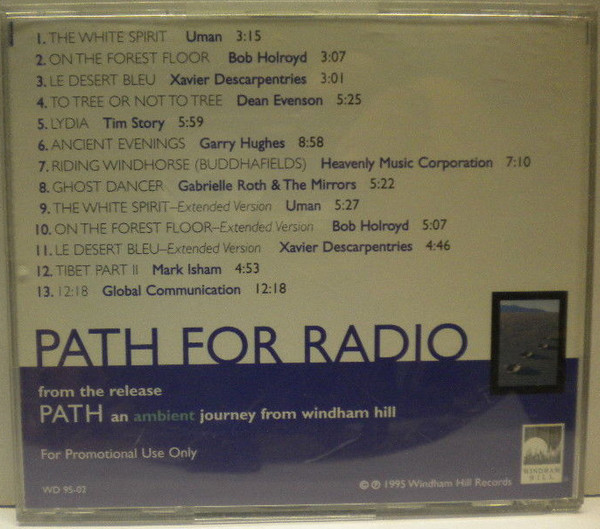 1. THE WHITE SPIRIT Uman 3:15
2. ON THE FOREST FLOOR Bob Holroyd 3:07
3. LE DESERT BLEU Xavier Descarpentries 3:01
4. TO TREE OR NOT TO TREE Dean Evenson 5:25
5. LYDIA Tim Story 5:59
6. ANCIENT EVENINGS Garry Hughes 8:58
7. RIDING WINDHORSE (BUDDHAFIELDS) Heavenly Music Corporation 7:10
8. GHOST DANCER Gabrielle Roth & The Mirrors 5:22
9. THE WHITE SPIRIT–Extended Version Uman 5:27
10. ON THE FOREST FLOOR–Extended Version Bob Holroyd 5:07
11. LE DESERT BLEU–Extended Version Xavier Descarpentries 4:46
12. TIBET PART II Mark Isham 4:53
13. 12:18 Global Communication 12:18
PATH FOR RADIO
from the release
PATH an ambient journey from windham hill
For Promotional Use Only
WD 95-02
© ℗ 1995 Windham Hill Records
WINDHAM
HILL